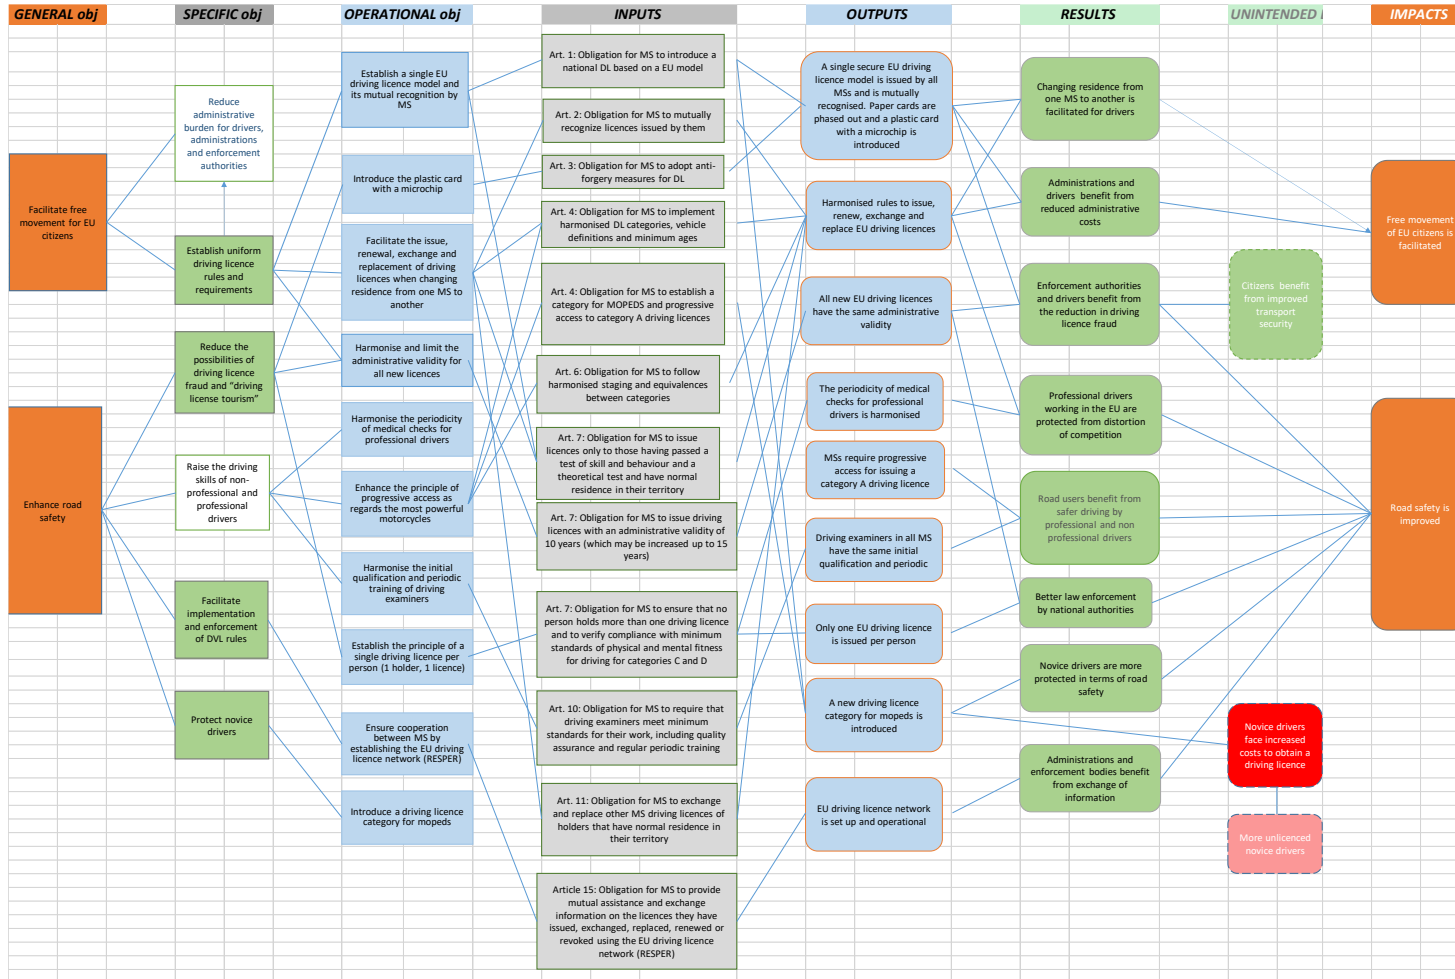 GENERAL obj
SPECIFIC obj
OPERATIONAL obj
INPUTS
OUTPUTS
RESULTS
UNINTENDED
IMPACTS
Facilitate free
movement for EU
citizens
Enhance road
safety
Reduce
administrative
burden for drivers,
administrations
and enforcement
authorities
Establish uniform
driving licence
rules and
requirements
Reduce the
possibilities of
driving licence
fraud and “driving
license tourism”
Raise the driving
skills of non-
professional and
professional
drivers
Facilitate
implementation
and enforcement
of DVL rules
Protect novice
drivers
Establish a single EU
driving licence model and
its mutual recognition by
MS
Introduce the plastic card
with a microchip
Facilitate the issue,
renewal, exchange and
replacement of driving
licences when changing
residence from one MS to
another
Harmonise and limit the
administrative validity for
all new licences
Harmonise the periodicity
of medical checks for
professional drivers
Enhance the principle of
progressive access as
regards the most powerful
motorcycles
Harmonise the initial
qualification and periodic
training of driving
examiners
Establish the principle of a
single driving licence per
person (1 holder, 1 licence)
Ensure cooperation
between MS by
establishing the EU driving
licence network (RESPER)
Introduce a driving licence
category for mopeds
Art. 1: Obligation for MS to introduce a
national DL based on a EU model
Art. 2: Obligation for MS to mutually
recognize licences issued by them
Art. 3: Obligation for MS to adopt anti-
forgery measures for DL
Art. 4: Obligation for MS to implement
harmonised DL categories, vehicle
definitions and minimum ages
Art. 4: Obligation for MS to establish a
category for MOPEDS and progressive
access to category A driving licences
Art. 6: Obligation for MS to follow
harmonised staging and equivalences
between categories
Art. 7: Obligation for MS to issue
licences only to those having passed a
test of skill and behaviour and a
theoretical test and have normal
residence in their territory
Art. 7: Obligation for MS to issue driving
licences with an administrative validity of
10 years (which may be increased up to 15
years)
Art. 7: Obligation for MS to ensure that no
person holds more than one driving licence
and to verify compliance with minimum
standards of physical and mental fitness
for driving for categories C and D
Art. 10: Obligation for MS to require that
driving examiners meet minimum
standards for their work, including quality
assurance and regular periodic training
Art. 11: Obligation for MS to exchange
and replace other MS driving licences of
holders that have normal residence in
their territory
Article 15: Obligation for MS to provide
mutual assistance and exchange
information on the licences they have
issued, exchanged, replaced, renewed or
revoked using the EU driving licence
network (RESPER)
A single secure EU driving
licence model is issued by all
MSs and is mutually
recognised. Paper cards are
phased out and a plastic card
with a microchip is
introduced
Harmonised rules to issue,
renew, exchange and
replace EU driving licences
All new EU driving licences
have the same administrative
validity
The periodicity of medical
checks for professional
drivers is harmonised
MSs require progressive
access for issuing a
category A driving licence
Driving examiners in all MS
have the same initial
qualification and periodic
Only one EU driving licence
is issued per person
A new driving licence
category for mopeds is
introduced
EU driving licence network
is set up and operational
Changing residence from
one MS to another is
facilitated for drivers
Administrations and
drivers benefit from
reduced administrative
costs
Enforcement authorities
and drivers benefit from
the reduction in driving
licence fraud
Professional drivers
working in the EU are
protected from distortion
of competition
Road users benefit from
safer driving by
professional and non
professional drivers
Better law enforcement
by national authorities
Novice drivers are more
protected in terms of road
safety
Administrations and
enforcement bodies benefit
from exchange of
information
Citizens benefit
from improved
transport
security
Novice drivers
face increased
costs to obtain a
driving licence
More unlicenced
novice drivers
Free movement
of EU citizens is
facilitated
Road safety is
improved